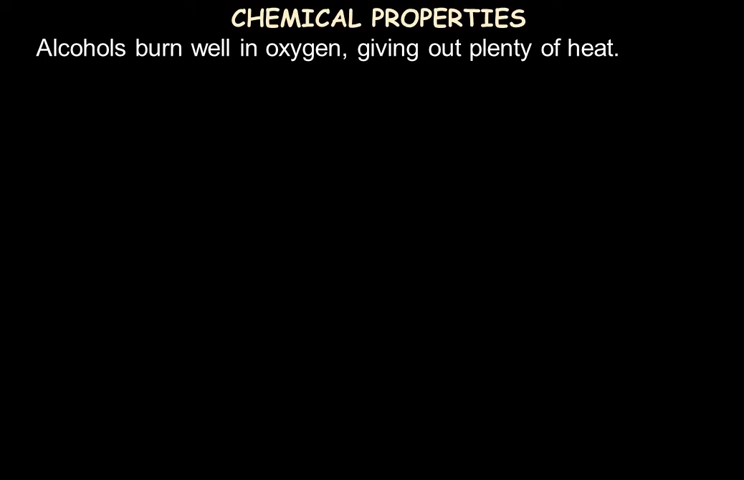 CHEMICAL PROPERTIES
Alcohols burn well in oxygen, giving out plenty of heat.